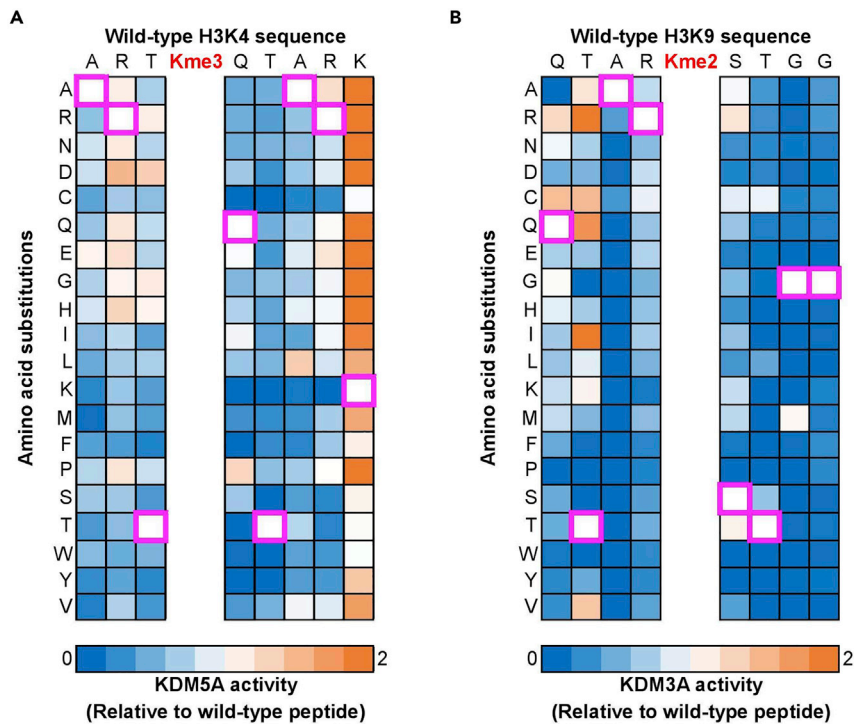 A
Wild-type H3K4 sequence
A R T Kme3 Q T A R K
Amino acid substitutions
A
R
N
D
C
Q
E
G
H
I
L
K
M
F
P
S
T
W
Y
V
0 2
KDM5A activity
(Relative to wild-type peptide)
B
Wild-type H3K9 sequence
Q T A R Kme2 S T G G
Amino acid substitutions
A
R
N
D
C
Q
E
G
H
I
L
K
M
F
P
S
T
W
Y
V
0 2
KDM3A activity
(Relative to wild-type peptide)